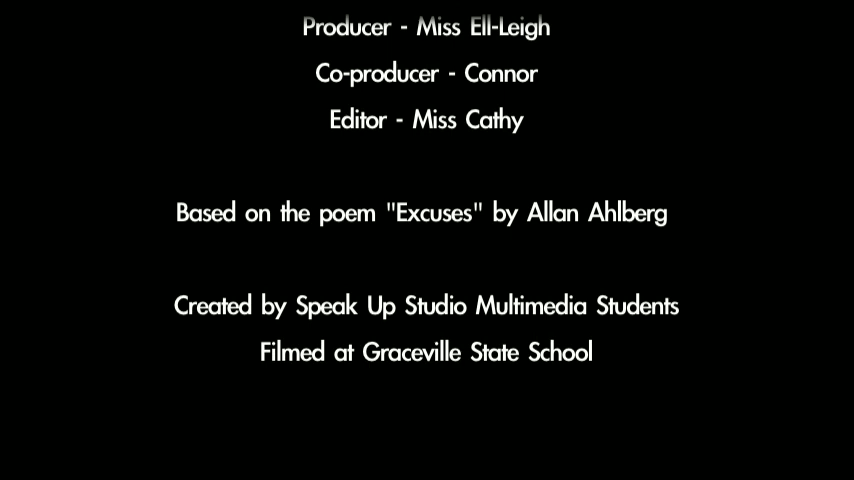 Producer - Miss Ell-Leigh
Co-producer - Connor
Editor - Miss Cathy
Based on the poem "Excuses" by Allan Ahlberg
Created by Speak Up Studio Multimedia Students
Filmed at Graceville State School